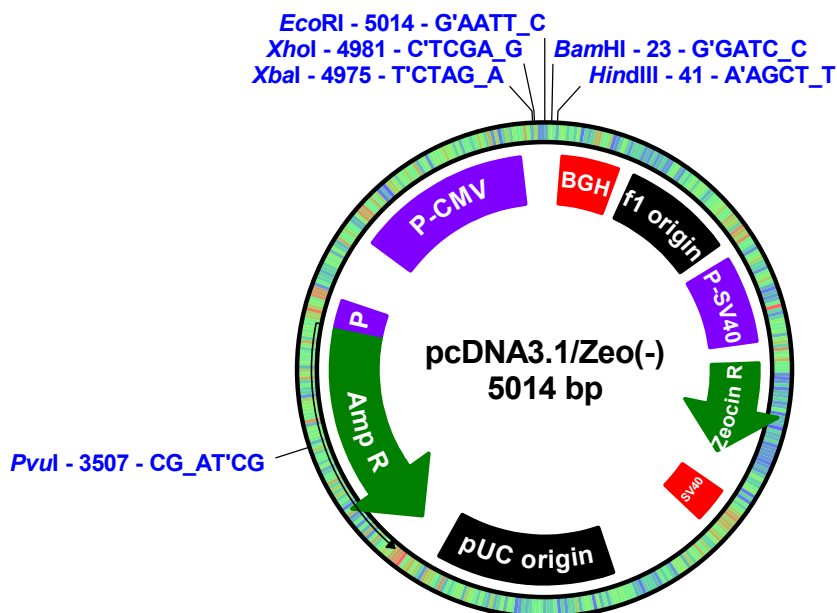 EcoRI - 5014 - G'AATT_C
XhoI - 4981 - C'TCGA_G
BamHI - 23 - G'GATC_C
XbaI - 4975 - T'CTAG_A
HindIII - 41 - A'AGCT_T
P-CMV
BGH
f1 origin
P-SV40
P
pcDNA3.1/Zeo(-)
5014 bp
Zeocin R
Amp R
PvuI - 3507 - CG_AT'CG
SV40
pUC origin